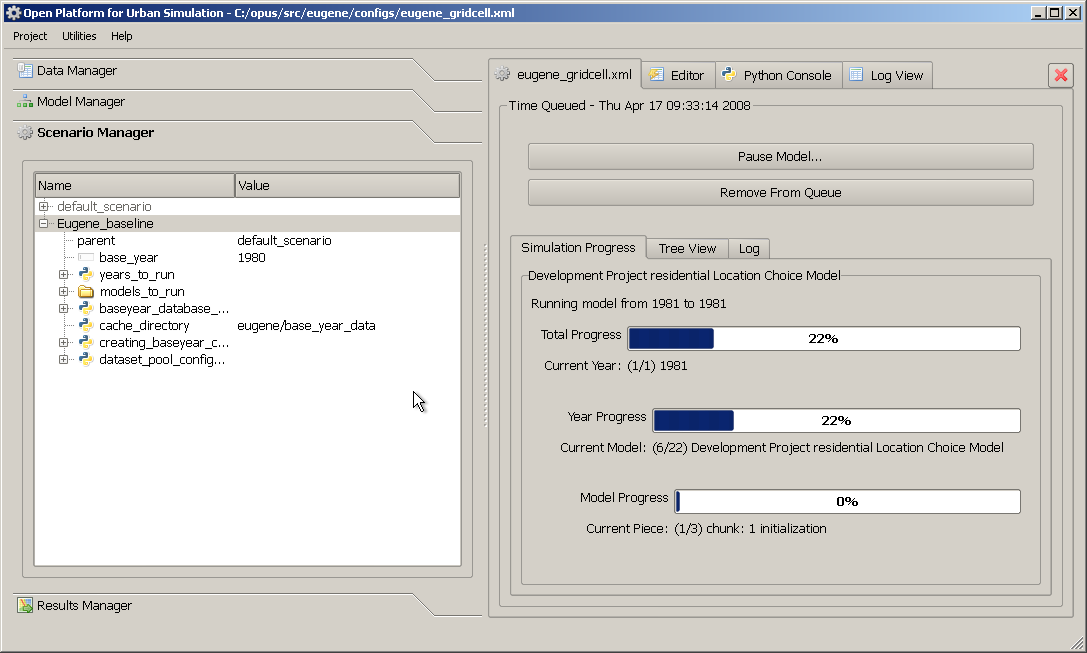 Open Platform for Urban Simulation - C:/opus/src/eugene/configs/eugene_gridcell.xml
Project Utilities Help
Data Manager
Model Manager
Scenario Manager
Name Value
default_scenario
Eugene_baseline
parent default_scenario
base_year 1980
years_to_run
models_to_run
baseyear_database_...
cache_directory eugene/base_year_data
creating_baseyear_c...
dataset_pool_config...
Results Manager
eugene_gridcell.xml Editor Python Console Log View
Time Queued - Thu Apr 17 09:33:14 2008
Pause Model...
Remove From Queue
Simulation Progress Tree View Log
Development Project residential Location Choice Model
Running model from 1981 to 1981
Total Progress 22%
Current Year: (1/1) 1981
Year Progress 22%
Current Model: (6/22) Development Project residential Location Choice Model
Model Progress 0%
Current Piece: (1/3) chunk: 1 initialization